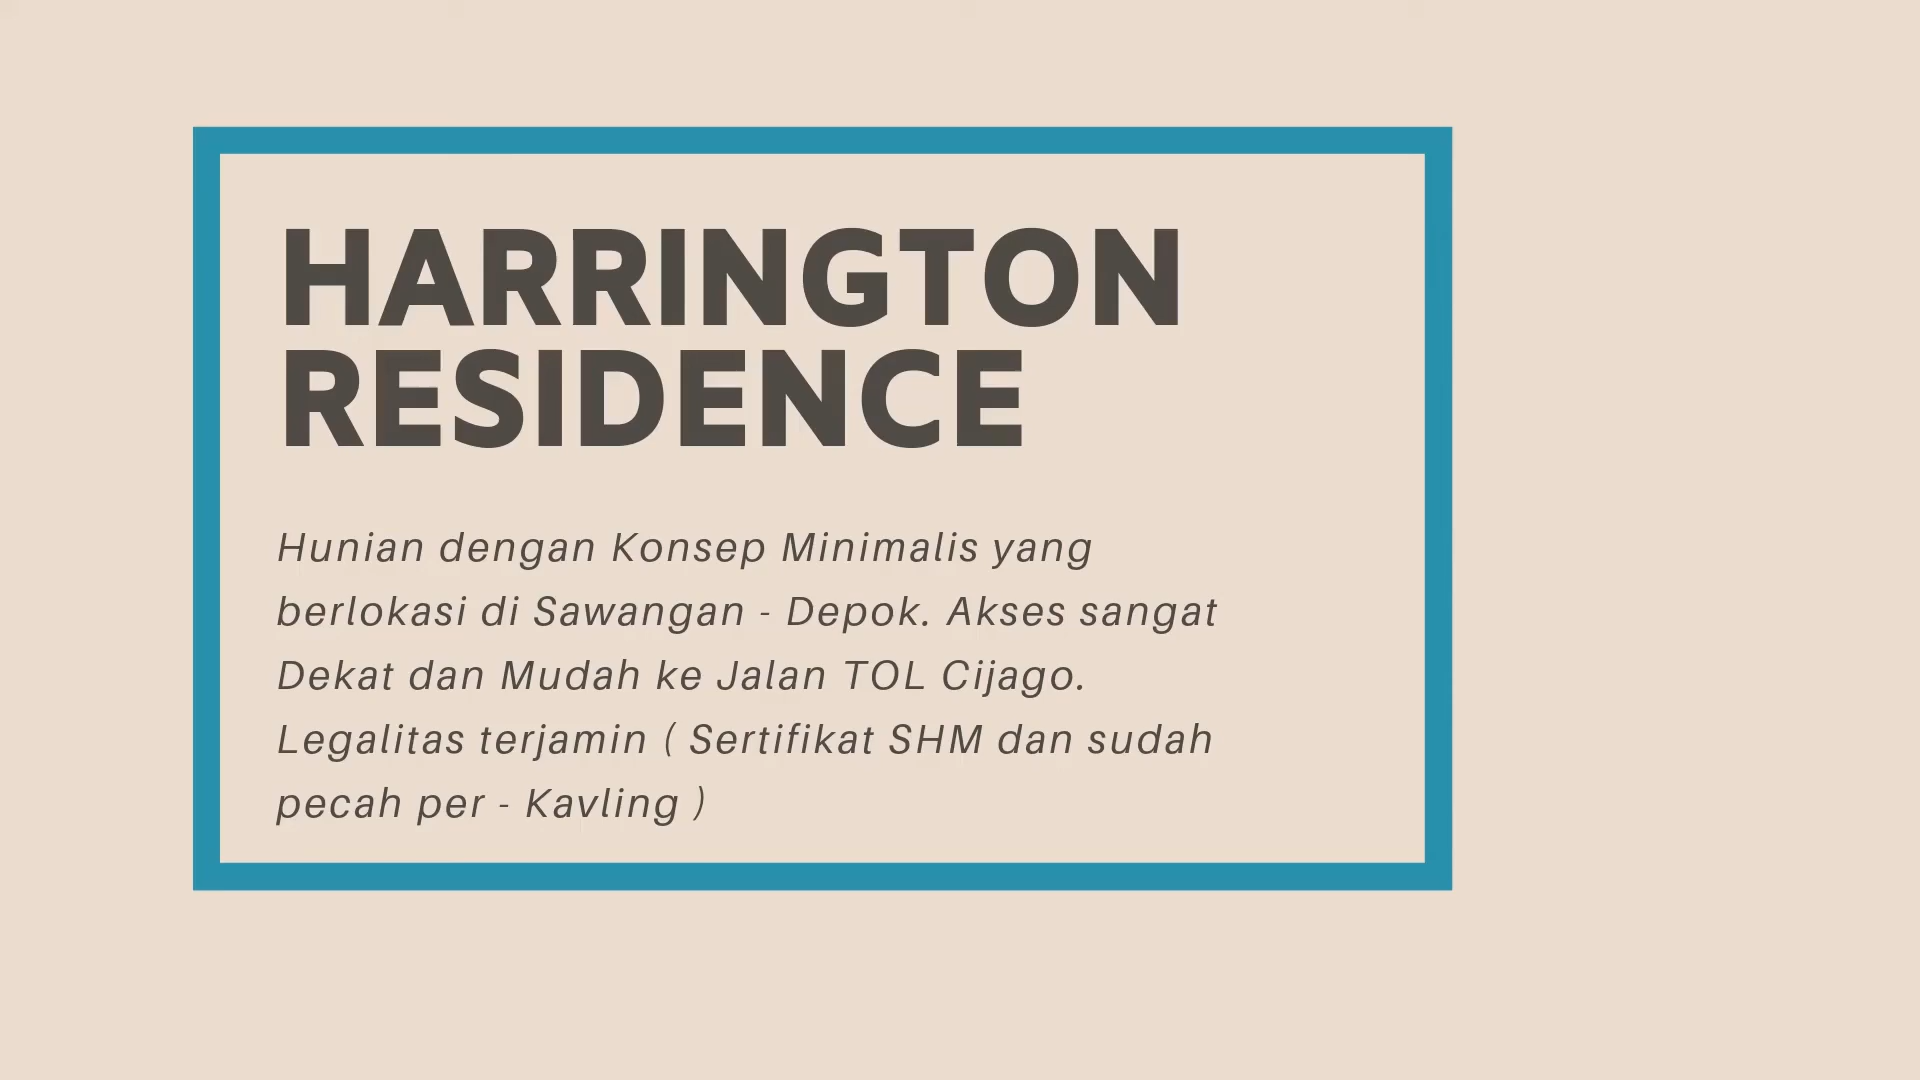 HARRINGTON
RESIDENCE
Hunian dengan Konsep Minimalis yang
berlokasi di Sawangan - Depok. Akses sangat
Dekat dan Mudah ke Jalan TOL Cijago.
Legalitas terjamin ( Sertifikat SHM dan sudah
pecah per - Kavling )